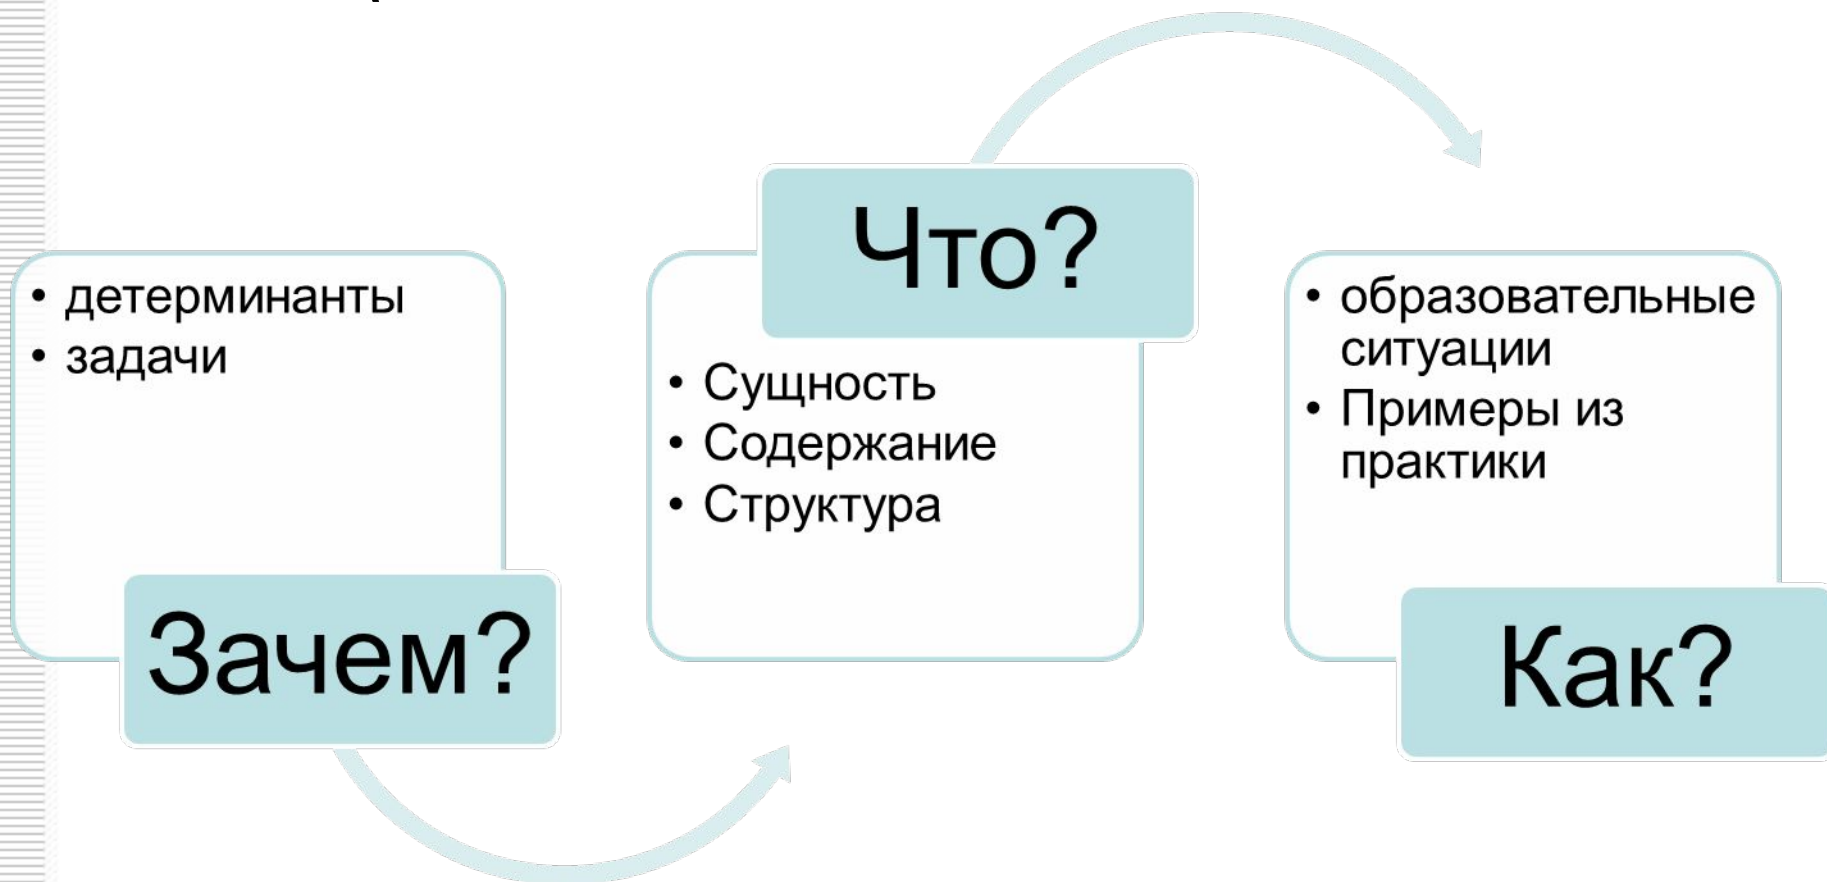 • детерминанты
• задачи
Зачем?
Что?
• Сущность
• Содержание
• Структура
• образовательные
ситуации
• Примеры из
практики
Как?